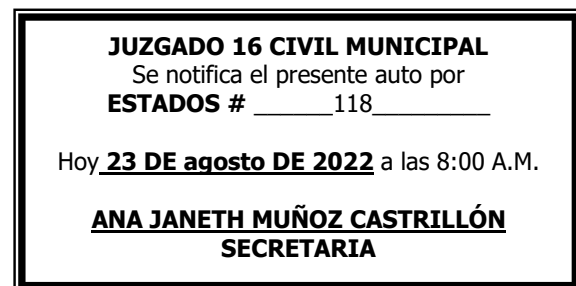 JUZGADO 16 CIVIL MUNICIPAL
Se notifica el presente auto por
ESTADOS # ______118_________
Hoy 23 DE agosto DE 2022 a las 8:00 A.M.
ANA JANETH MUÑOZ CASTRILLÓN
SECRETARIA